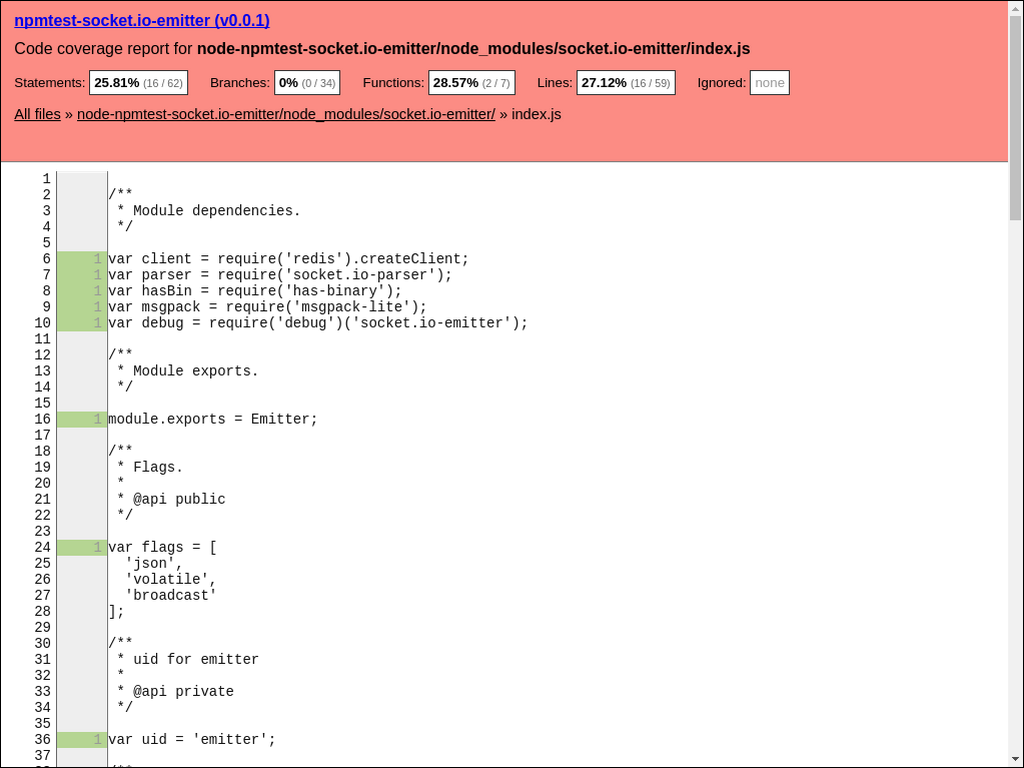 npmtest-socket.io-emitter (v0.0.1)
Code coverage report for node-npmtest-socket.io-emitter/node_modules/socket.io-emitter/index.js
Statements: 25.81% (16 / 62) Branches: 0% (0 / 34) Functions: 28.57% (2 / 7) Lines: 27.12% (16 / 59) Ignored: none
All files » node-npmtest-socket.io-emitter/node_modules/socket.io-emitter/ » index.js
1
2 /**
3  * Module dependencies.
4  */
5
6 1 var client = require('redis').createClient;
7 1 var parser = require('socket.io-parser');
8 1 var hasBin = require('has-binary');
9 1 var msgpack = require('msgpack-lite');
10 1 var debug = require('debug')('socket.io-emitter');
11
12 /**
13  * Module exports.
14  */
15
16 1 module.exports = Emitter;
17
18 /**
19  * Flags.
20  *
21  * @api public
22  */
23
24 1 var flags = [
25   'json',
26   'volatile',
27   'broadcast'
28 ];
29
30 /**
31  * uid for emitter
32  *
33  * @api private
34  */
35
36 1 var uid = 'emitter';
37